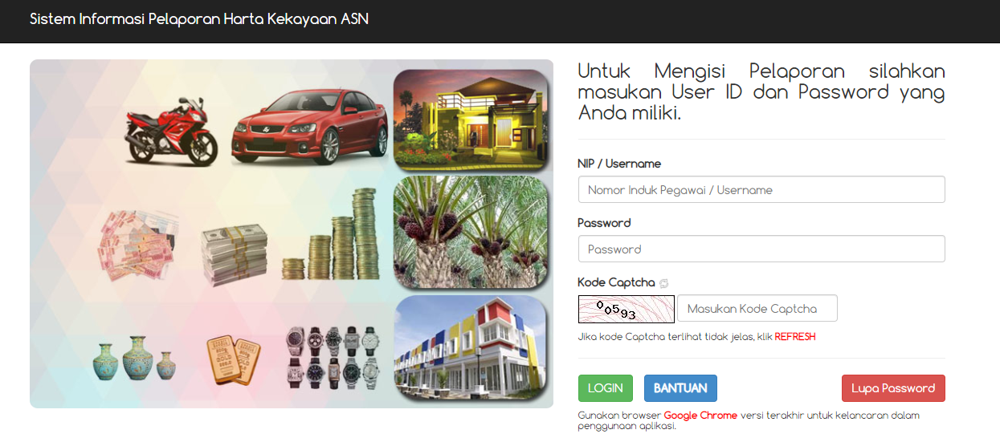 Sistem Informasi Pelaporan Harta Kekayaan ASN
Untuk Mengisi Pelaporan silahkan
masukan User ID dan Password yang
Anda miliki.
NIP / Username
Nomor Induk Pegawai / Username
Password
Password
Kode Captcha
00593
Masukan Kode Captcha
Jika kode Captcha terlihat tidak jelas, klik REFRESH
LOGIN
BANTUAN
Lupa Password
Gunakan browser Google Chrome versi terakhir untuk kelancaran dalam
penggunaan aplikasi.